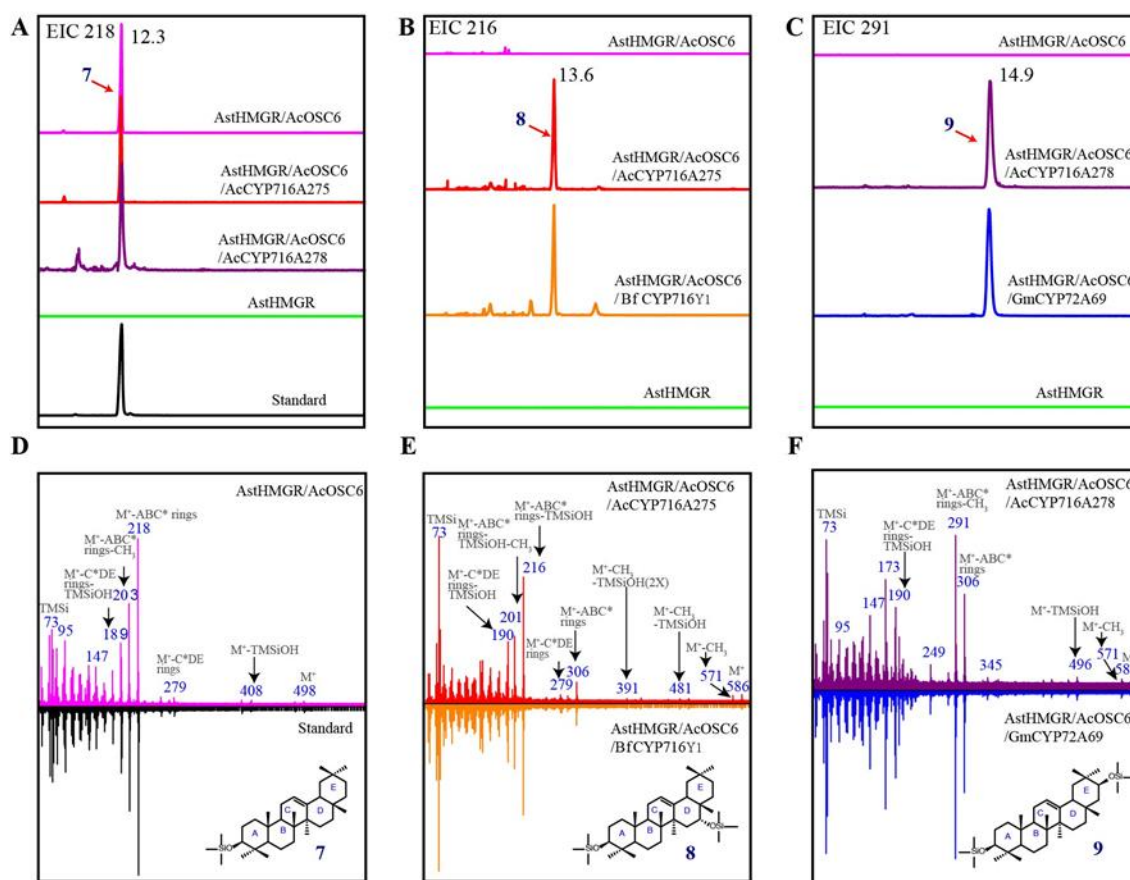 A
EIC 218
12.3
7
AstHMGR/AcOSC6
AstHMGR/AcOSC6
/AcCYP716A275
AstHMGR/AcOSC6
/AcCYP716A278
AstHMGR
Standard
B
EIC 216
AstHMGR/AcOSC6
13.6
8
AstHMGR/AcOSC6
/AcCYP716A275
AstHMGR/AcOSC6
/BfCYP716Y1
AstHMGR
C
EIC 291
AstHMGR/AcOSC6
14.9
9
AstHMGR/AcOSC6
/AcCYP716A278
AstHMGR/AcOSC6
/GmCYP72A69
AstHMGR
D
AstHMGR/AcOSC6
M⁺-ABC* rings
218
M⁺-ABC*
rings-CH₃
M⁺-C*DE
rings-
TMSiOH
203
TMSi
73
95
189
147
M⁺-C*DE
rings
279
M⁺-TMSiOH
408
M⁺
498
Standard
A
B
C
D
E
SiO
7
E
AstHMGR/AcOSC6
/AcCYP716A275
M⁺-ABC*
rings-TMSiOH
TMSi
73
M⁺-ABC*
rings-
TMSiOH-CH₃
216
M⁺-C*DE
rings-
TMSiOH
201
190
M⁺-CH₃
-TMSiOH(2X)
M⁺-ABC*
rings
M⁺-C*DE
rings
279
306
391
M⁺-CH₃
-TMSiOH
481
M⁺-CH₃
571
M⁺
586
AstHMGR/AcOSC6
/BfCYP716Y1
A
B
C
D
E
SiO
OSi
8
F
AstHMGR/AcOSC6
/AcCYP716A278
M⁺-ABC*
rings-CH₃
291
TMSi
73
M⁺-C*DE
rings-
TMSiOH
173
190
M⁺-ABC*
rings
306
147
95
249
345
M⁺-TMSiOH
496
M⁺-CH₃
571
AstHMGR/AcOSC6
/GmCYP72A69
A
B
C
D
E
SiO
OSi
9